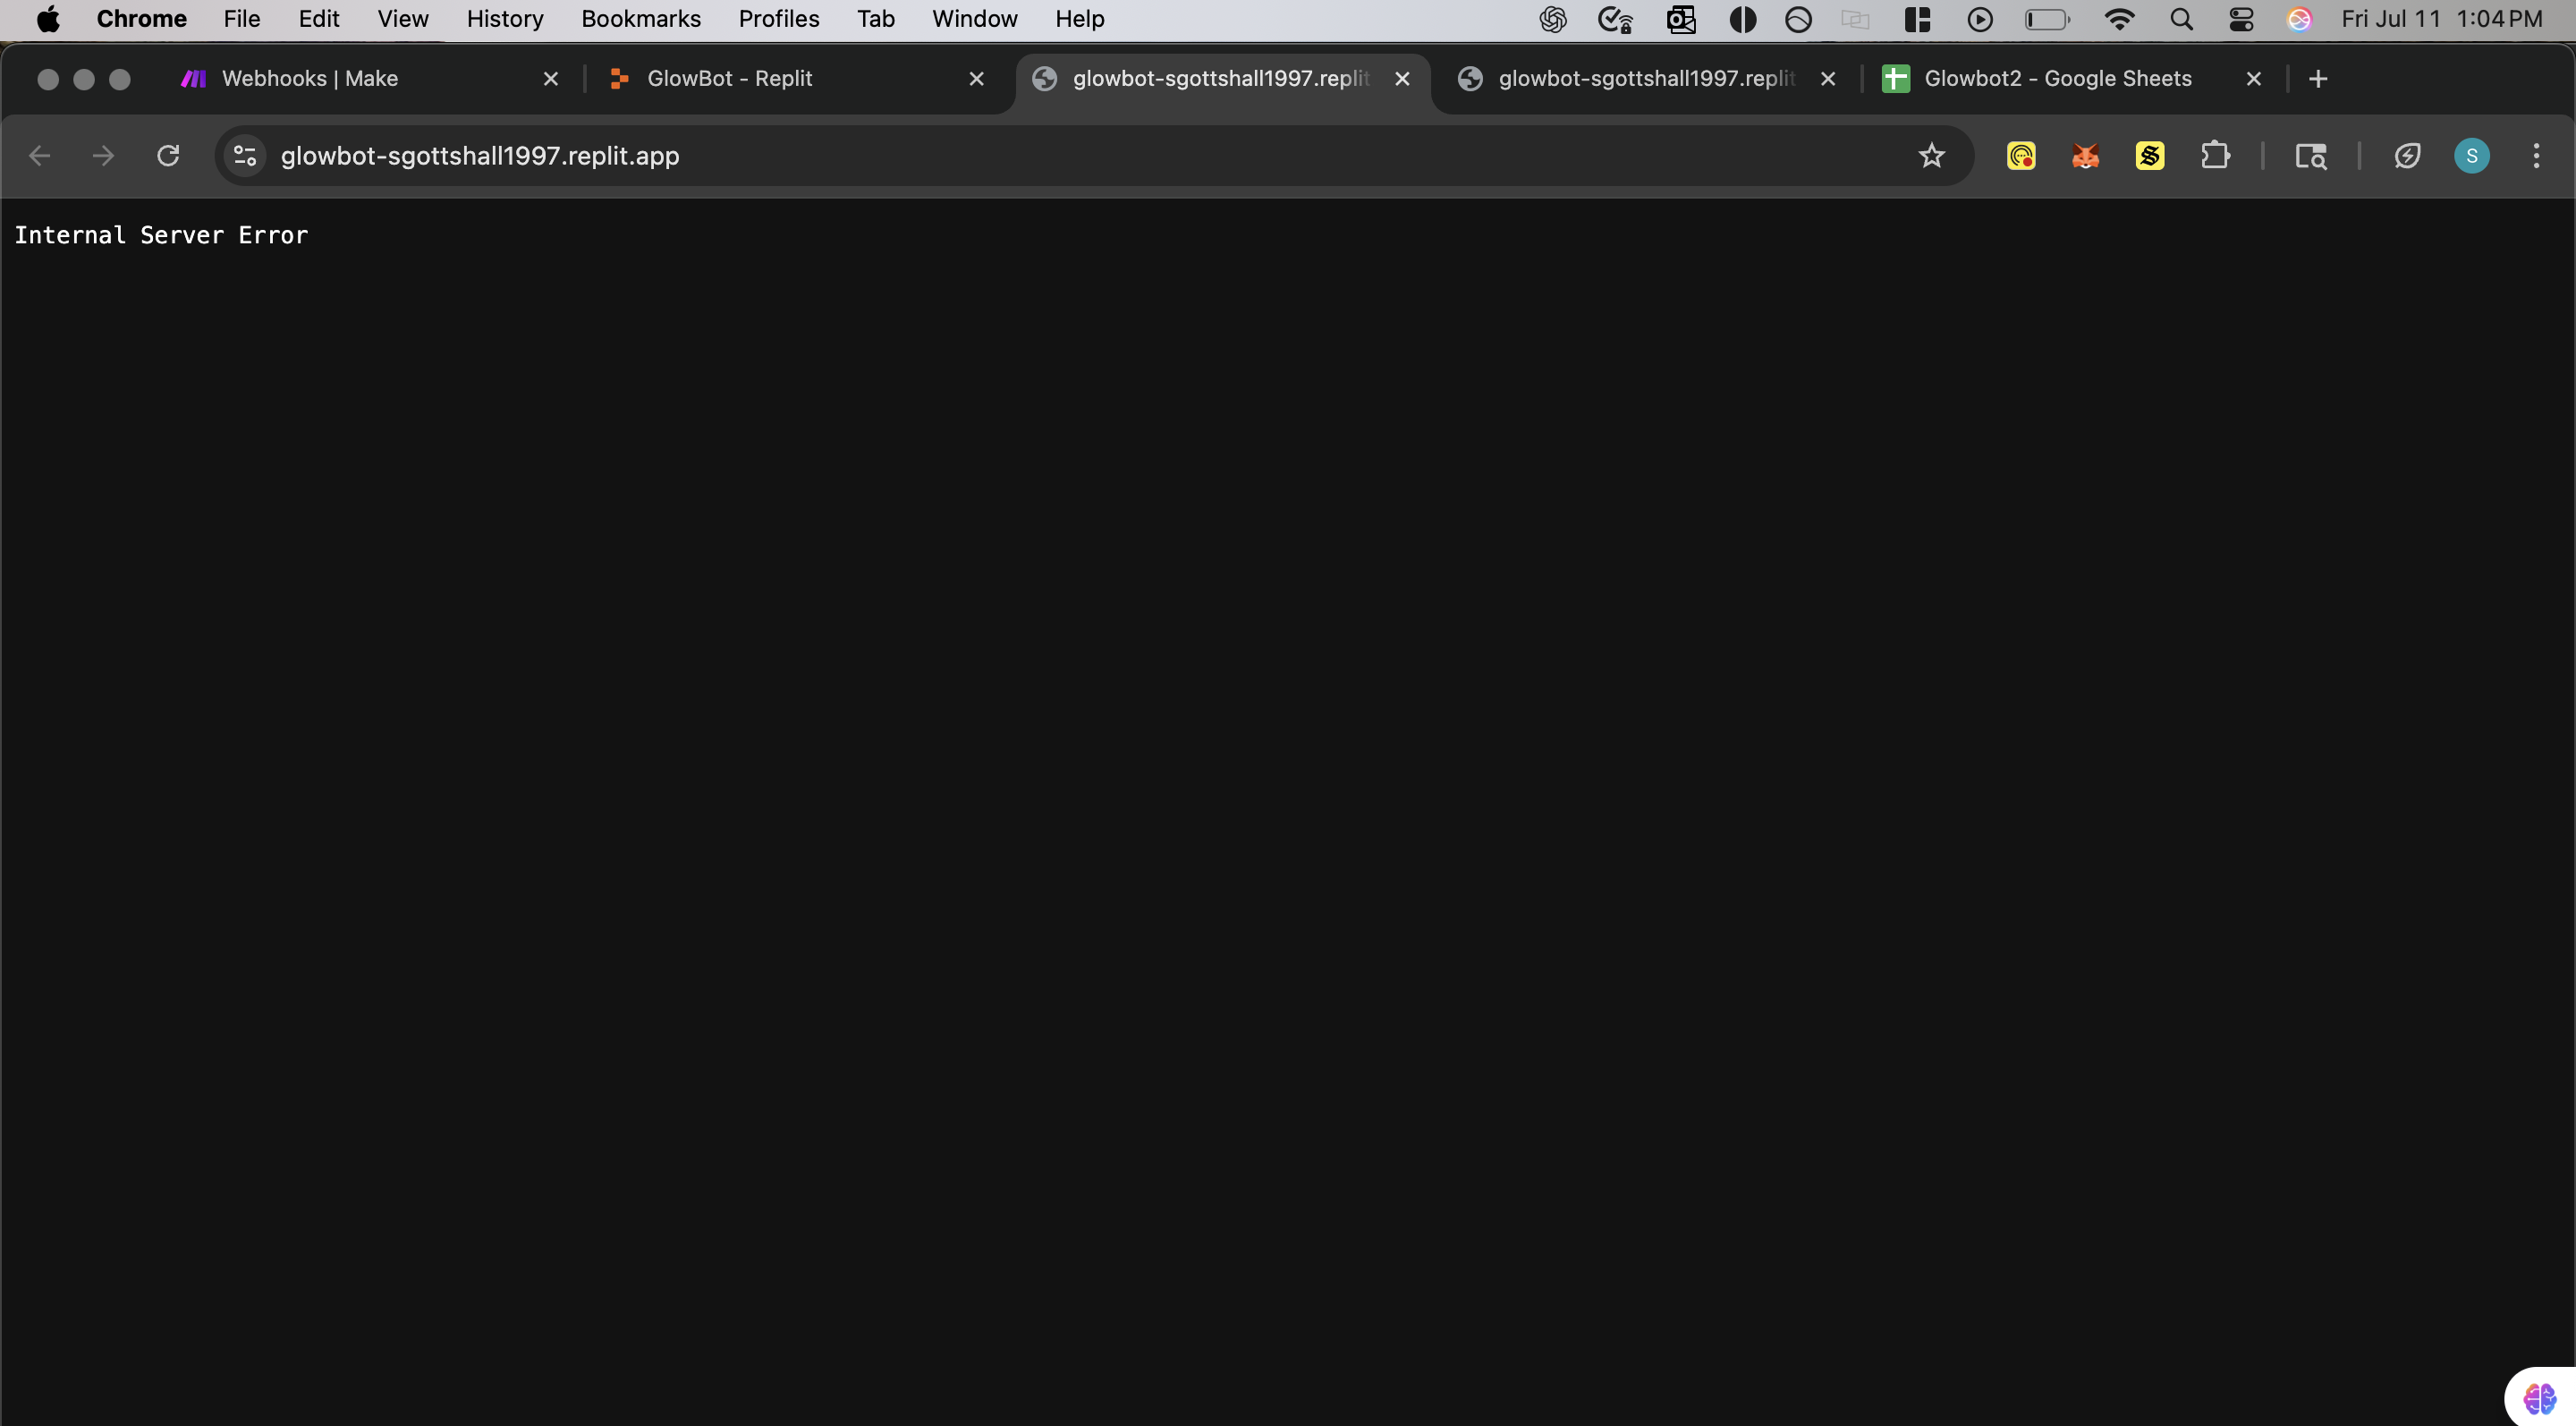 Chrome File Edit View History Bookmarks Profiles Tab Window Help Fri Jul 11 1:04 PM
Webhooks | Make GlowBot - Replit glowbot-sgottshall1997.replit glowbot-sgottshall1997.replit Glowbot2 - Google Sheets
glowbot-sgottshall1997.replit.app S
Internal Server Error